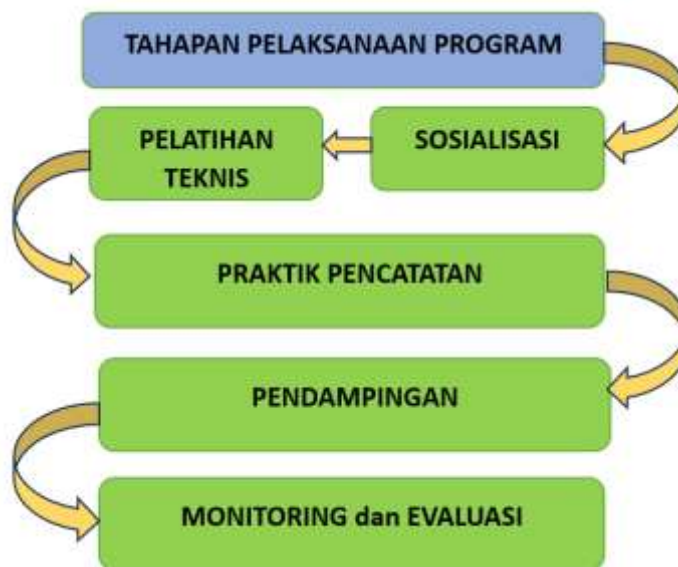 TAHAPAN PELAKSANAAN PROGRAM
SOSIALISASI
PELATIHAN
TEKNIS
PRAKTIK PENCATATAN
PENDAMPINGAN
MONITORING dan EVALUASI